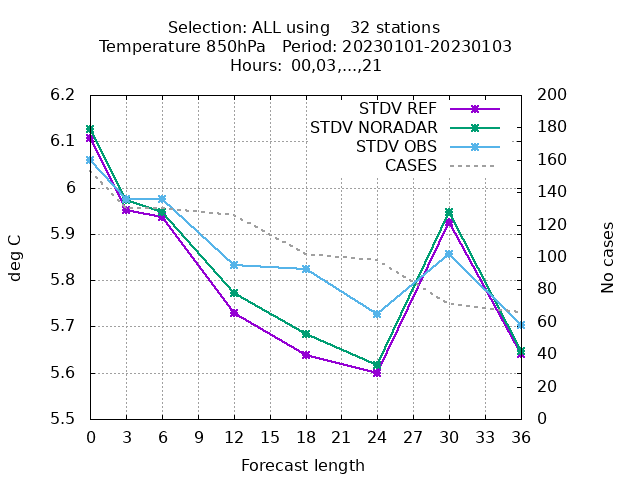 Selection: ALL using    32 stations
Temperature 850hPa   Period: 20230101-20230103
Hours:  00,03,...,21
STDV REF
STDV NORADAR
STDV OBS
CASES
deg C
6.2
6.1
6
5.9
5.8
5.7
5.6
5.5
No cases
200
180
160
140
120
100
80
60
40
20
0
0 3 6 9 12 15 18 21 24 27 30 33 36
Forecast length